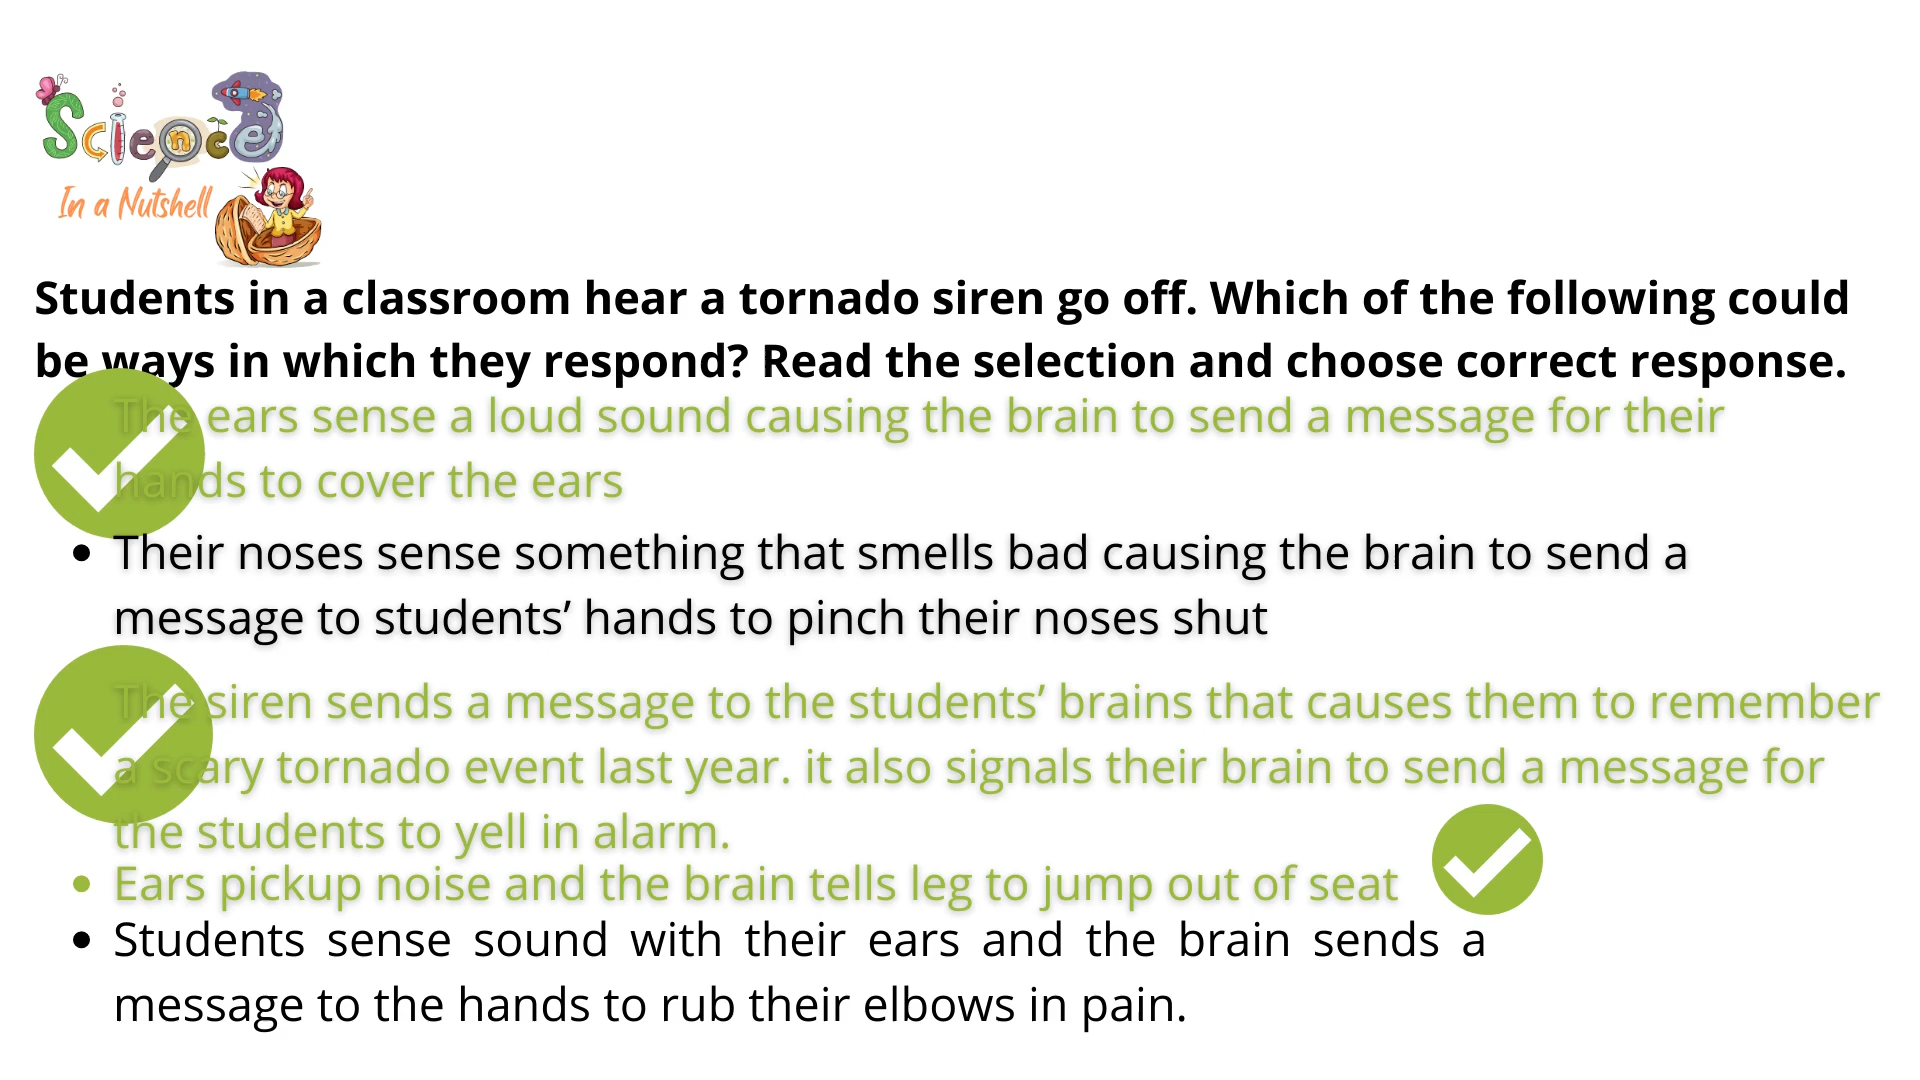 Science
In a Nutshell
Students in a classroom hear a tornado siren go off. Which of the following could
be ways in which they respond? Read the selection and choose correct response.
The ears sense a loud sound causing the brain to send a message for their
hands to cover the ears
• Their noses sense something that smells bad causing the brain to send a
message to students’ hands to pinch their noses shut
The siren sends a message to the students’ brains that causes them to remember
a scary tornado event last year. it also signals their brain to send a message for
the students to yell in alarm.
• Ears pickup noise and the brain tells leg to jump out of seat
• Students sense sound with their ears and the brain sends a
message to the hands to rub their elbows in pain.